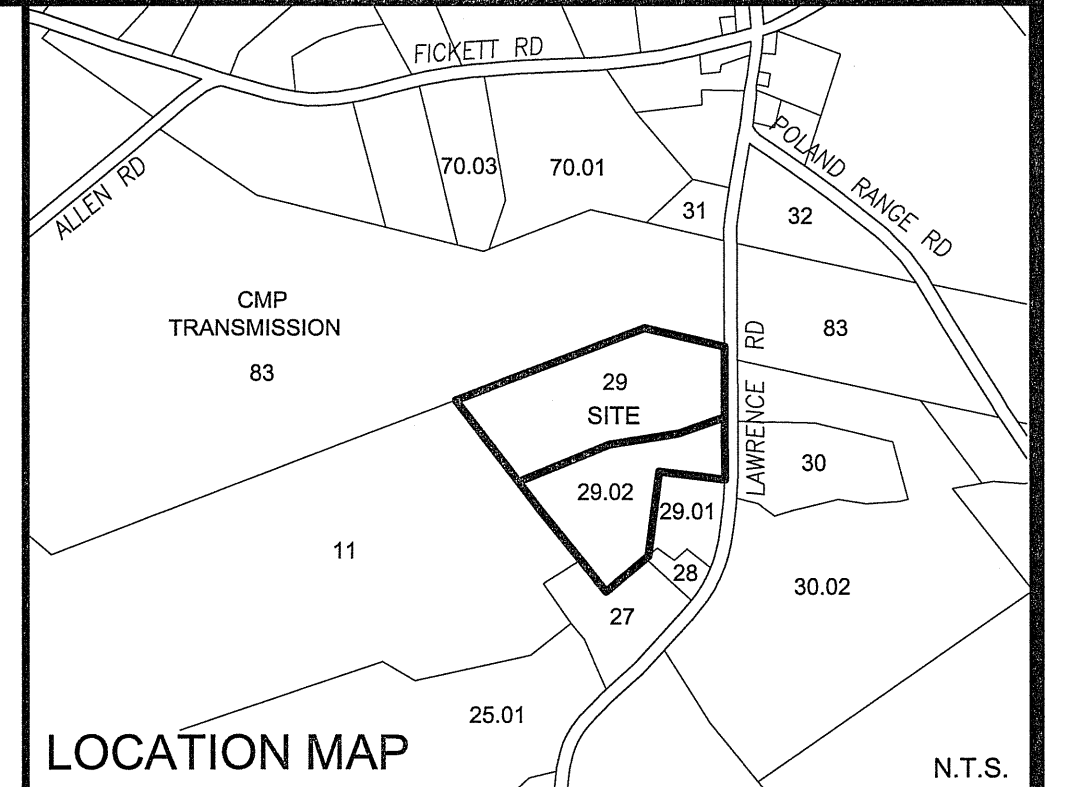 FICKETT RD
ALLEN RD
70.03
70.01
POLAND RANGE RD
31
32
CMP
TRANSMISSION
83
83
LAWRENCE RD
29
SITE
30
29.02
29.01
11
28
30.02
27
25.01
LOCATION MAP
N.T.S.